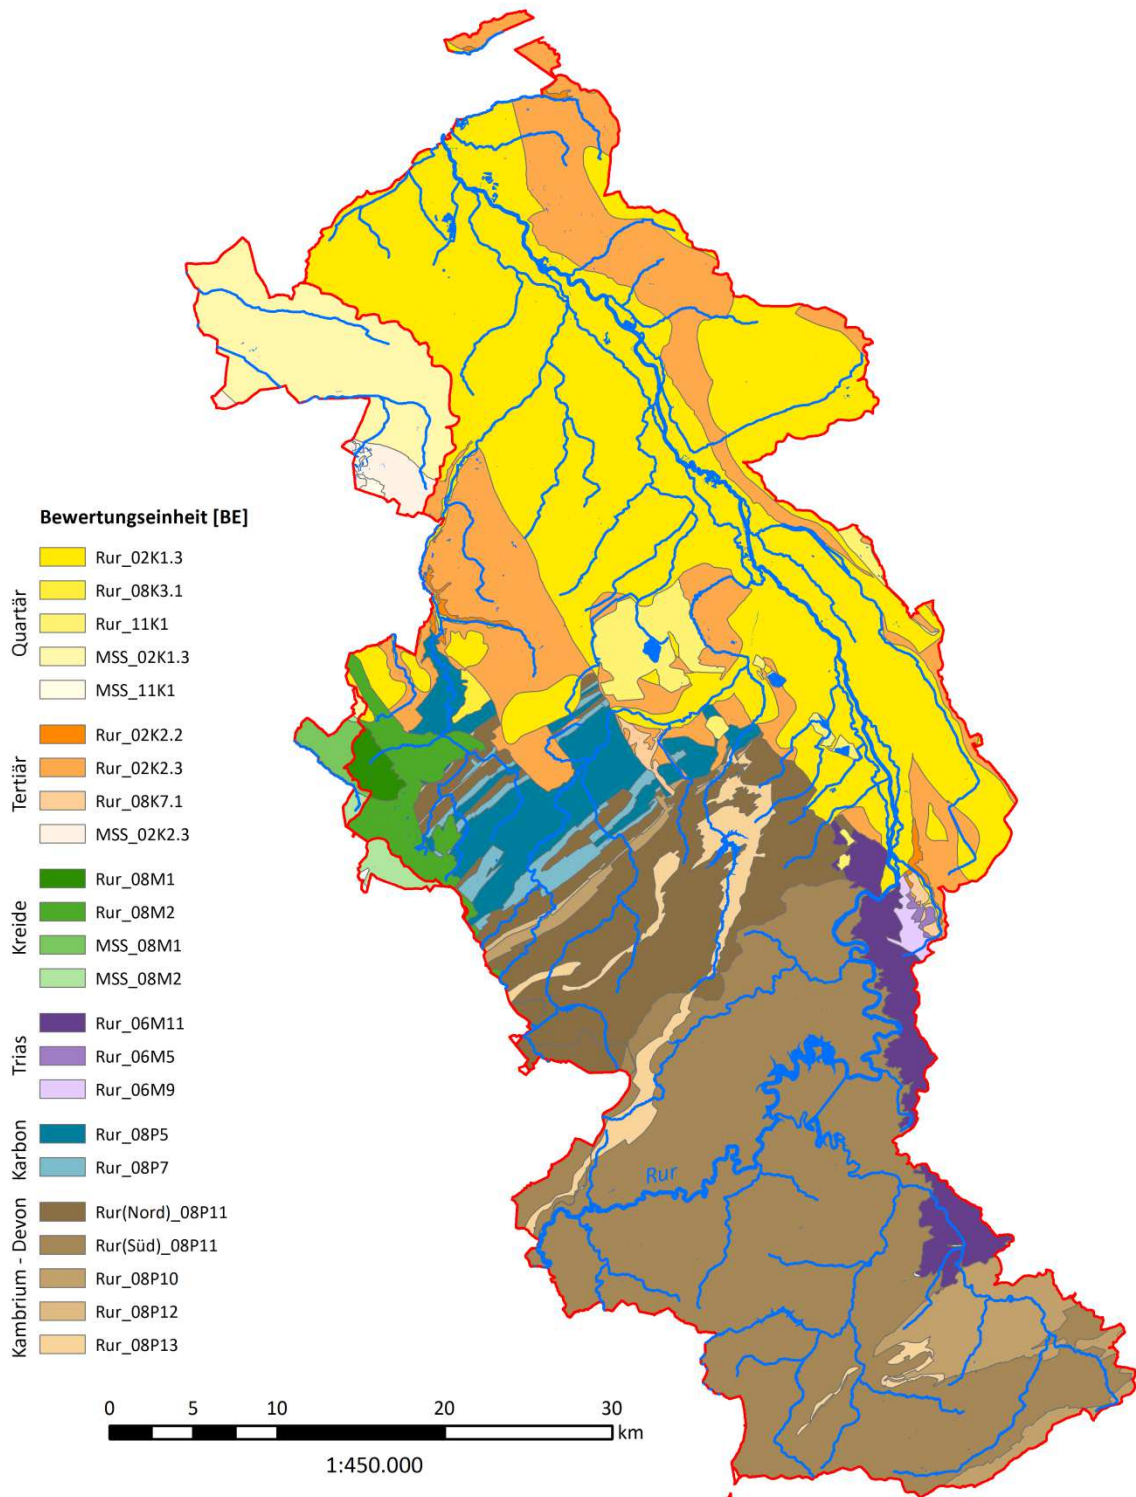 Bewertungseinheit [BE]
Quartär
Rur_02K1.3
Rur_08K3.1
Rur_11K1
MSS_02K1.3
MSS_11K1
Tertiär
Rur_02K2.2
Rur_02K2.3
Rur_08K7.1
MSS_02K2.3
Kreide
Rur_08M1
Rur_08M2
MSS_08M1
MSS_08M2
Trias
Rur_06M11
Rur_06M5
Rur_06M9
Karbon
Rur_08P5
Rur_08P7
Kambrium - Devon
Rur(Nord)_08P11
Rur(Süd)_08P11
Rur_08P10
Rur_08P12
Rur_08P13
Rur
0 5 10 20 30
km
1:450.000